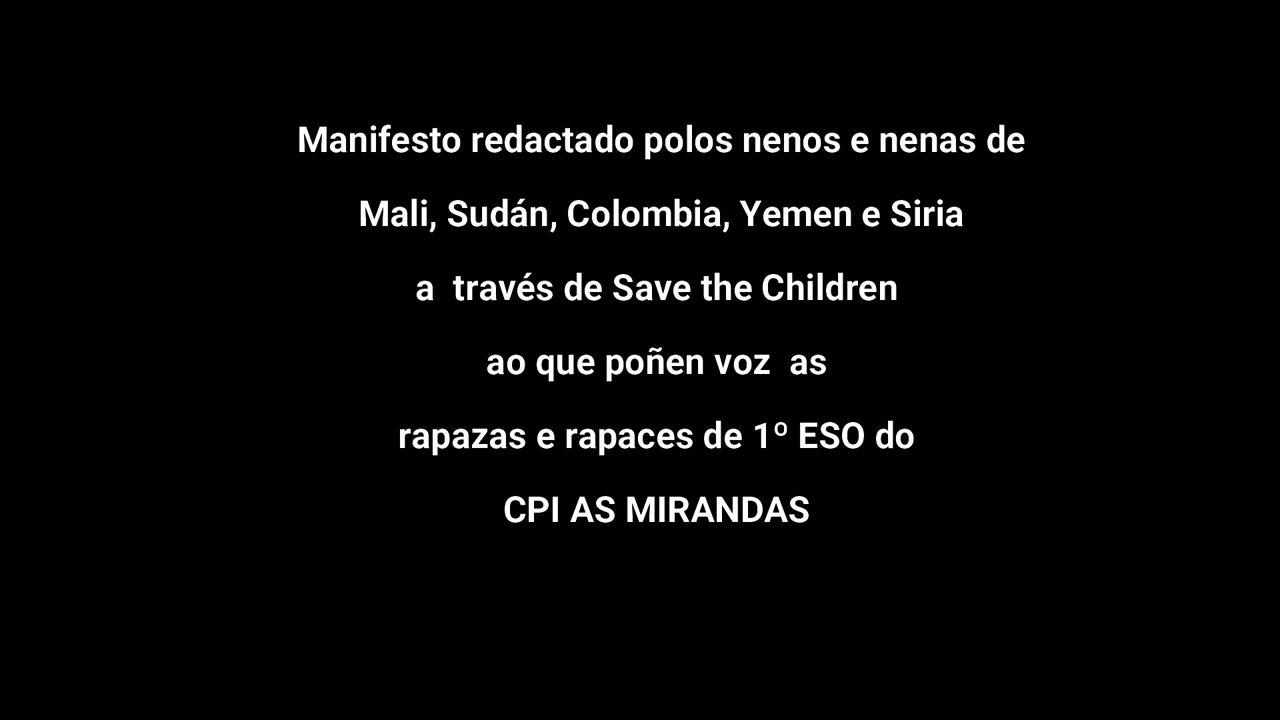 Manifesto redactado polos nenos e nenas de
Mali, Sudán, Colombia, Yemen e Siria
a  través de Save the Children
ao que poñen voz  as
rapazas e rapaces de 1º ESO do
CPI AS MIRANDAS